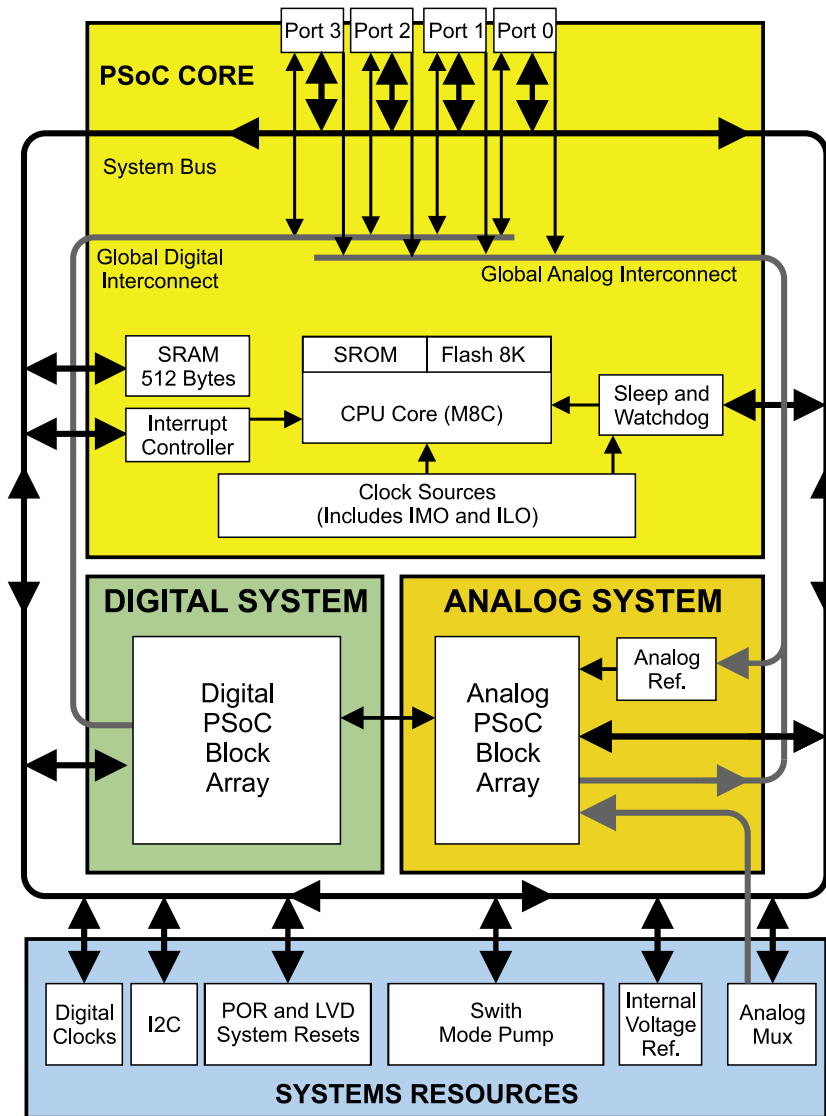 Port 3 Port 2 Port 1 Port 0
PSoC CORE
System Bus
Global Digital
Interconnect
Global Analog Interconnect
SRAM
512 Bytes
Interrupt
Controller
SROM
Flash 8K
CPU Core (M8C)
Sleep and
Watchdog
Clock Sources
(Includes IMO and ILO)
DIGITAL SYSTEM
Digital
PSoC
Block
Array
ANALOG SYSTEM
Analog
PSoC
Block
Array
Analog
Ref.
Digital
Clocks
I2C
POR and LVD
System Resets
Swith
Mode Pump
Internal
Voltage
Ref.
Analog
Mux
SYSTEMS RESOURCES